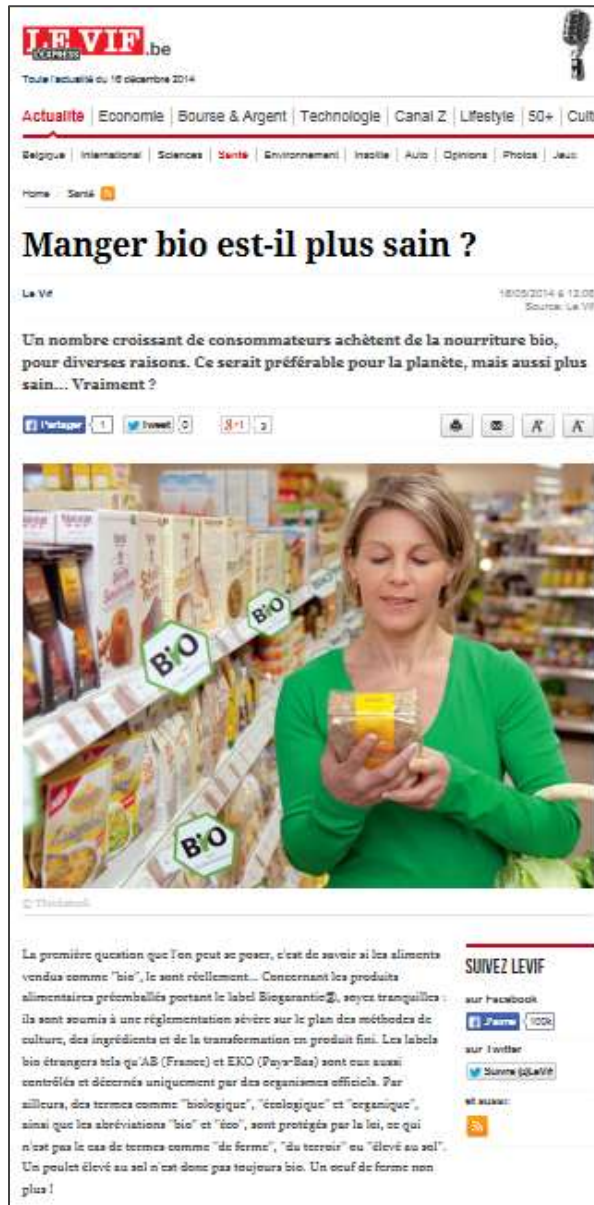 LE VIF.be
L'EXPRESS
Toute l'actualité du 16 décembre 2014
Actualité | Economie | Bourse & Argent | Technologie | Canal Z | Lifestyle | 50+ | Cult
Belgique | International | Sciences | Santé | Environnement | Insolite | Auto | Opinions | Photos | Jeux
Home Santé
Manger bio est-il plus sain ?
Le Vif
16/05/2014 à 12:08
Source: Le Vif
Un nombre croissant de consommateurs achètent de la nourriture bio,
pour diverses raisons. Ce serait préférable pour la planète, mais aussi plus
sain... Vraiment ?
Partager 1 Tweet 0 g+1 3
BIO
BIO
BIO
BIO
© Thinkstock
La première question que l'on peut se poser, c'est de savoir si les aliments
vendus comme "bio", le sont réellement... Concernant les produits
alimentaires préemballés portant le label Biogarantie®, soyez tranquilles :
ils sont soumis à une réglementation sévère sur le plan des méthodes de
culture, des ingrédients et de la transformation en produit fini. Les labels
bio étrangers tels qu'AB (France) et EKO (Pays-Bas) sont eux aussi
contrôlés et décernés uniquement par des organismes officiels. Par
ailleurs, des termes comme "biologique", "écologique" et "organique",
ainsi que les abréviations "bio" et "éco", sont protégés par la loi, ce qui
n'est pas le cas de termes comme "de ferme", "du terroir" ou "élevé au sol".
Un poulet élevé au sol n'est donc pas toujours bio. Un oeuf de ferme non
plus !
SUIVEZ LEVIF
sur Facebook
J'aime 100k
sur Twitter
Suivre @LeVif
et aussi: